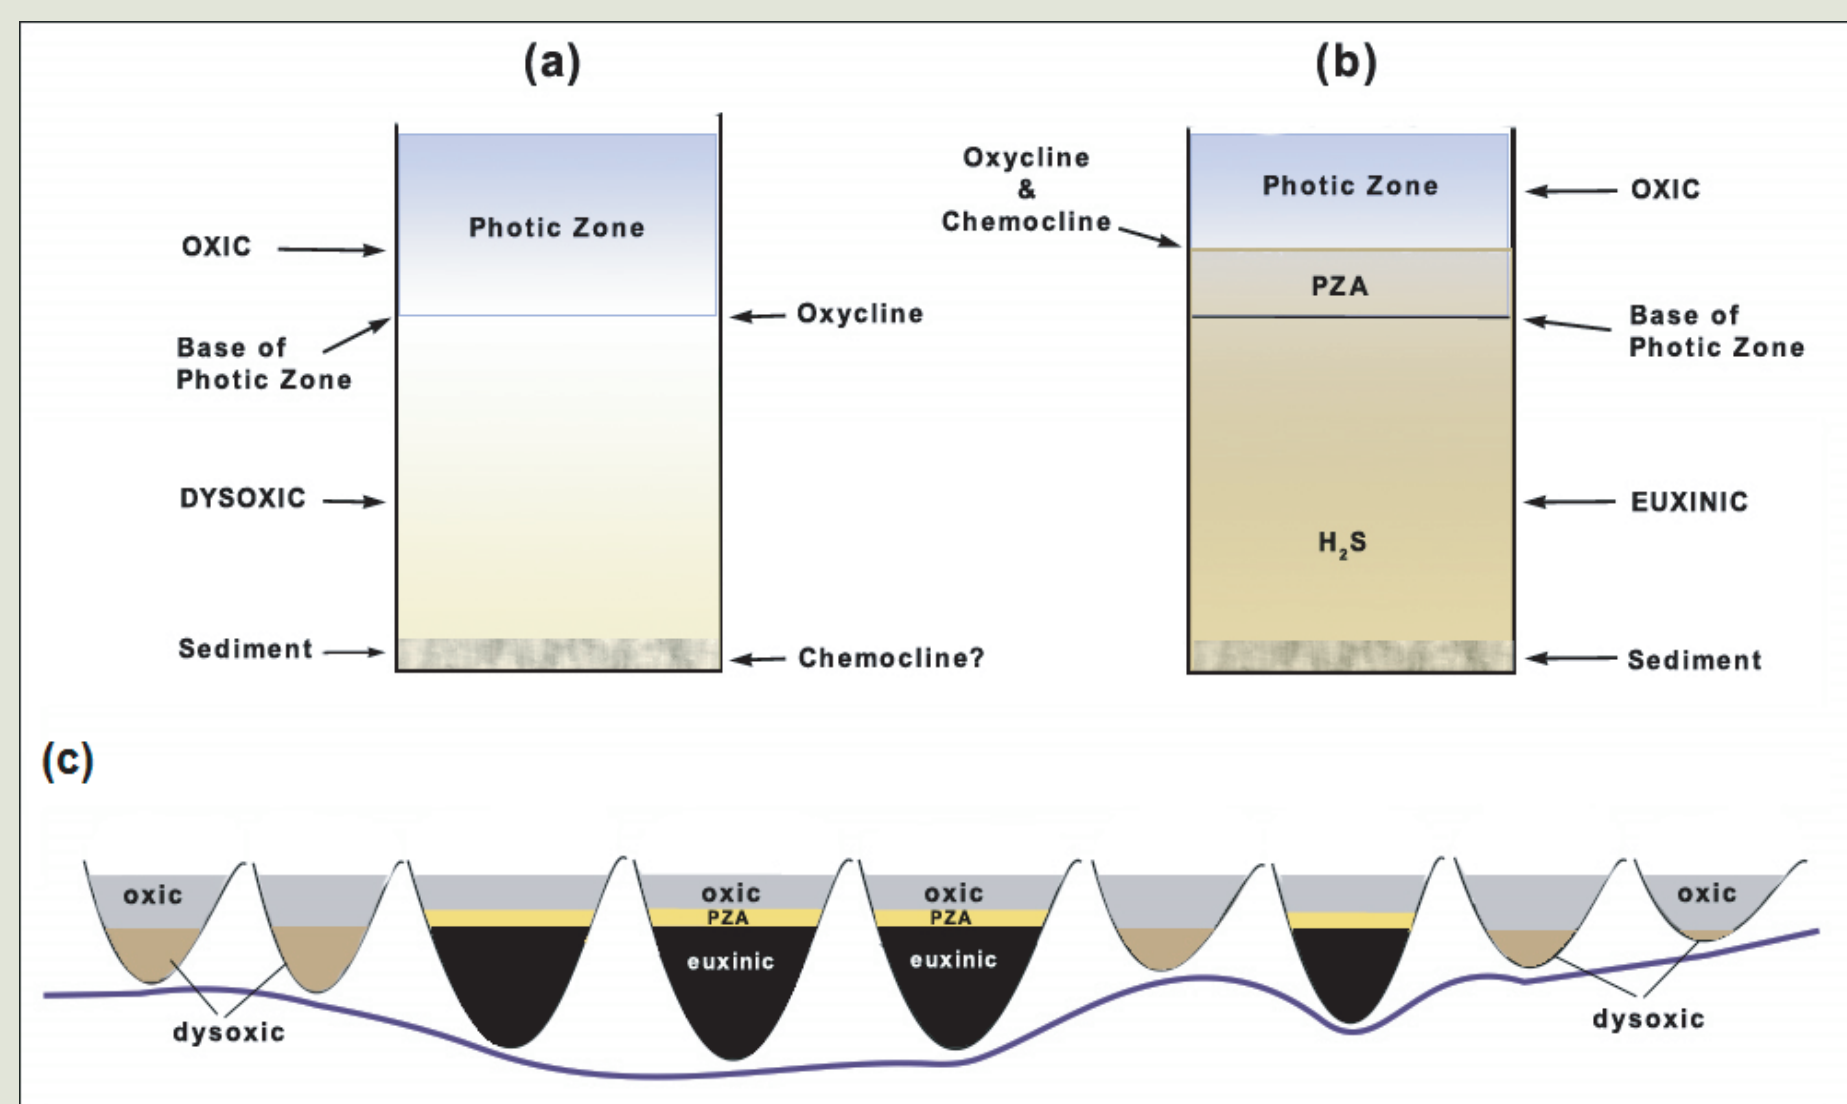 (a)
Photic Zone
OXIC
Base of
Photic Zone
Oxycline
DYSOXIC
Sediment
Chemocline?
(b)
Oxycline
&
Chemocline
Photic Zone
OXIC
PZA
Base of
Photic Zone
EUXINIC
H₂S
Sediment
(c)
oxic
dysoxic
oxic
PZA
euxinic
oxic
PZA
euxinic
oxic
dysoxic